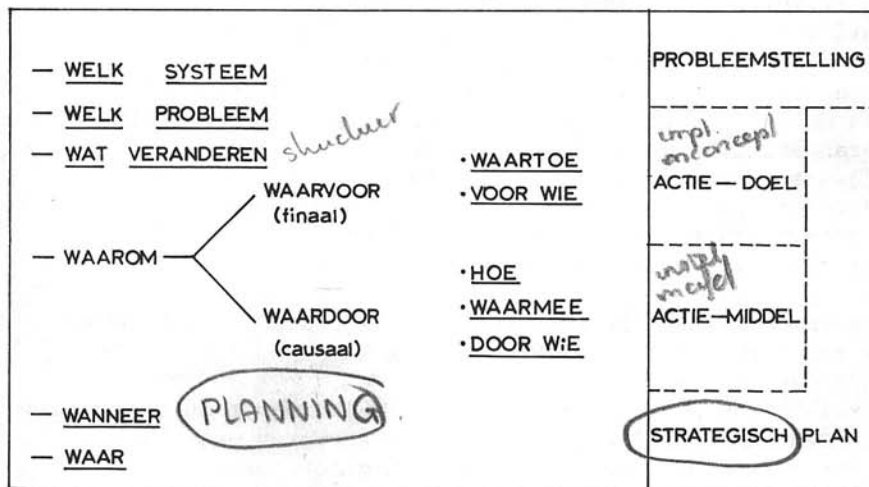 — WELK SYSTEEM
— WELK PROBLEEM
— WAT VERANDEREN
— WAAROM
WAARVOOR
(finaal)
WAARDOOR
(causaal)
— WANNEER
PLANNING
— WAAR
• WAARTOE
• VOOR WIE
• HOE
• WAARMEE
• DOOR WIE
PROBLEEMSTELLING
ACTIE — DOEL
ACTIE — MIDDEL
STRATEGISCH PLAN